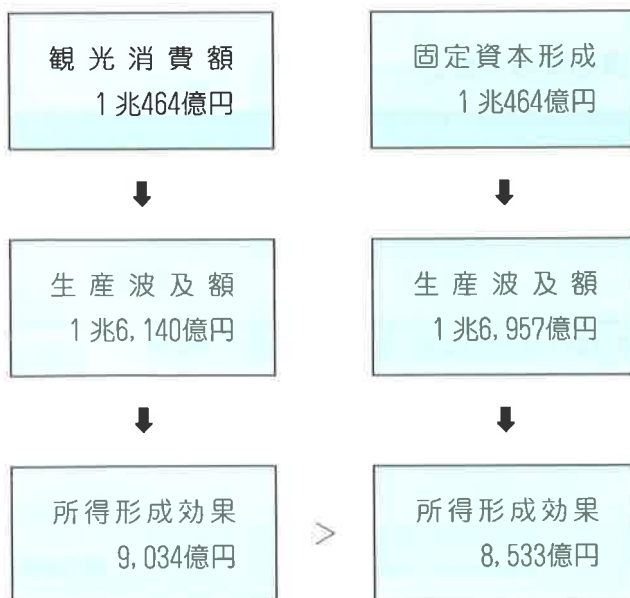 観光消費額
1兆464億円
固定資本形成
1兆464億円
生産波及額
1兆6,140億円
生産波及額
1兆6,957億円
所得形成効果
9,034億円
>
所得形成効果
8,533億円